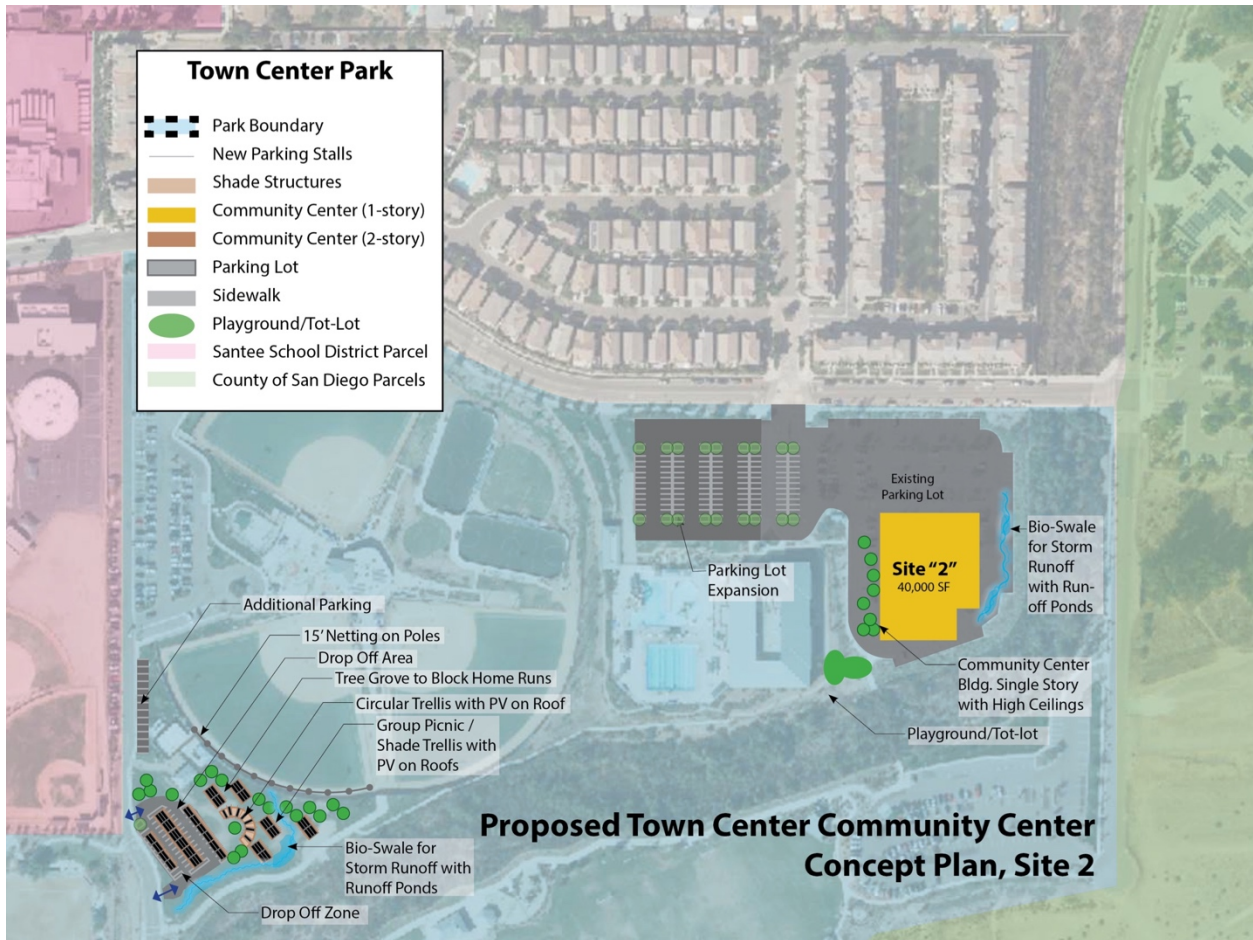 Town Center Park
Park Boundary
New Parking Stalls
Shade Structures
Community Center (1-story)
Community Center (2-story)
Parking Lot
Sidewalk
Playground/Tot-Lot
Santee School District Parcel
County of San Diego Parcels
Existing
Parking Lot
Site "2"
40,000 SF
Bio-Swale
for Storm
Runoff
with Run-
off Ponds
Parking Lot
Expansion
Community Center
Bldg. Single Story
with High Ceilings
Playground/Tot-lot
Additional Parking
15' Netting on Poles
Drop Off Area
Tree Grove to Block Home Runs
Circular Trellis with PV on Roof
Group Picnic /
Shade Trellis with
PV on Roofs
Bio-Swale for
Storm Runoff with
Runoff Ponds
Drop Off Zone
Proposed Town Center Community Center
Concept Plan, Site 2